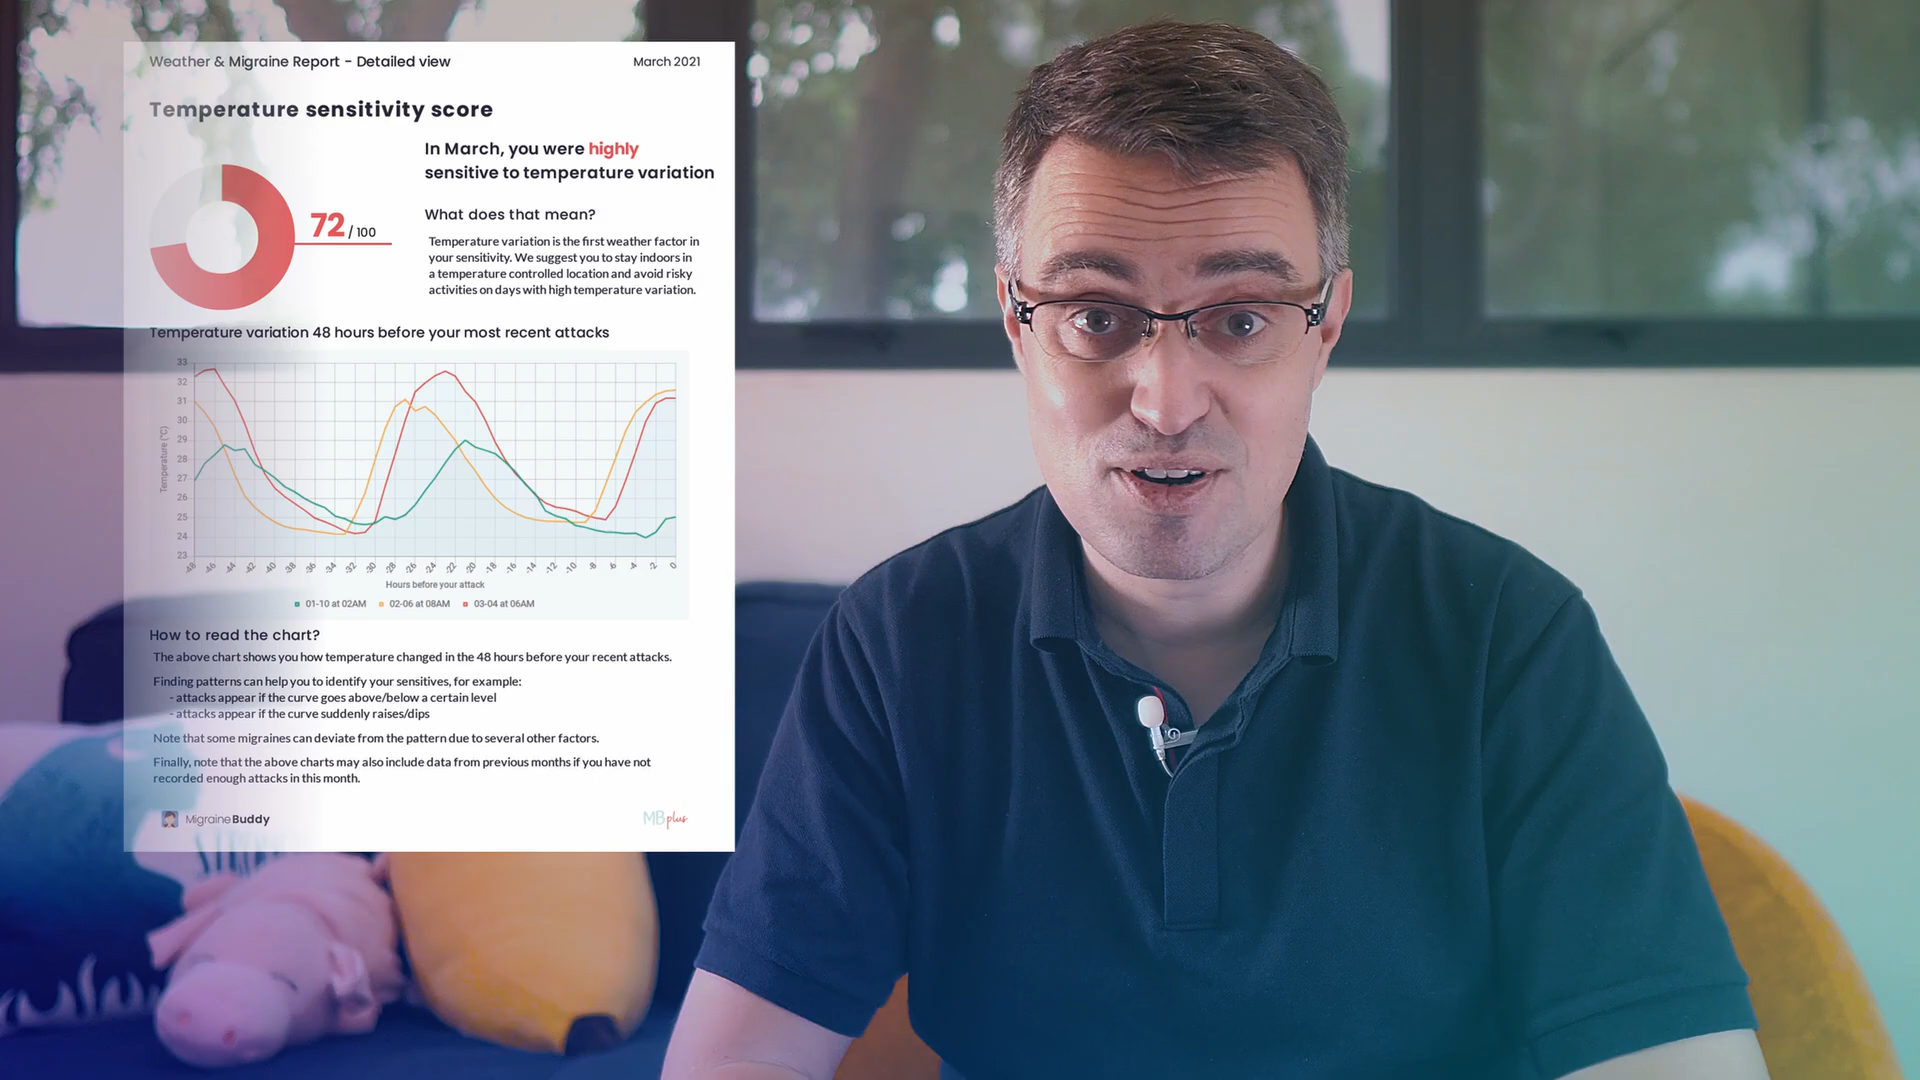 Weather & Migraine Report - Detailed view
March 2021
Temperature sensitivity score
In March, you were highly
sensitive to temperature variation
72 / 100
What does that mean?
Temperature variation is the first weather factor in
your sensitivity. We suggest you to stay indoors in
a temperature controlled location and avoid risky
activities on days with high temperature variation.
Temperature variation 48 hours before your most recent attacks
33
32
31
30
29
28
27
26
25
24
23
Temperature (°C)
-48 -46 -44 -42 -40 -38 -36 -34 -32 -30 -28 -26 -24 -22 -20 -18 -16 -14 -12 -10 -8 -6 -4 -2 0
Hours before your attack
01-10 at 02AM 02-06 at 08AM 03-04 at 06AM
How to read the chart?
The above chart shows you how temperature changed in the 48 hours before your recent attacks.
Finding patterns can help you to identify your sensitives, for example:
- attacks appear if the curve goes above/below a certain level
- attacks appear if the curve suddenly raises/dips
Note that some migraines can deviate from the pattern due to several other factors.
Finally, note that the above charts may also include data from previous months if you have not
recorded enough attacks in this month.
Migraine Buddy
MB plus